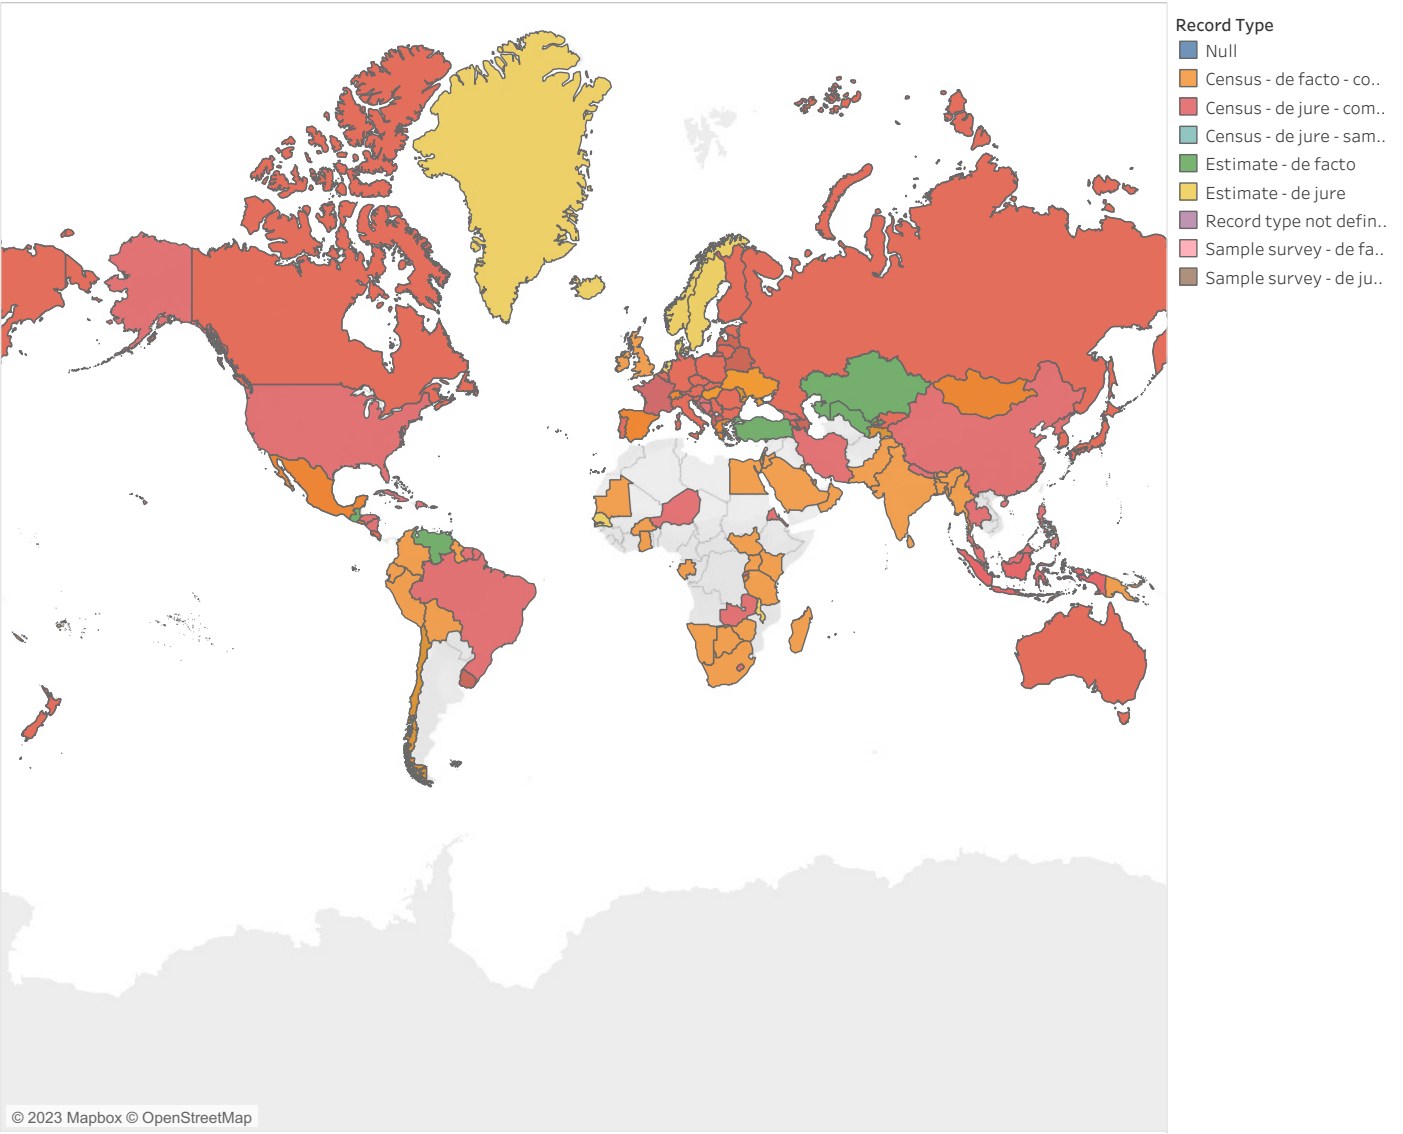 Record Type
Null
Census - de facto - co..
Census - de jure - com..
Census - de jure - sam..
Estimate - de facto
Estimate - de jure
Record type not defin..
Sample survey - de fa..
Sample survey - de ju..
© 2023 Mapbox © OpenStreetMap